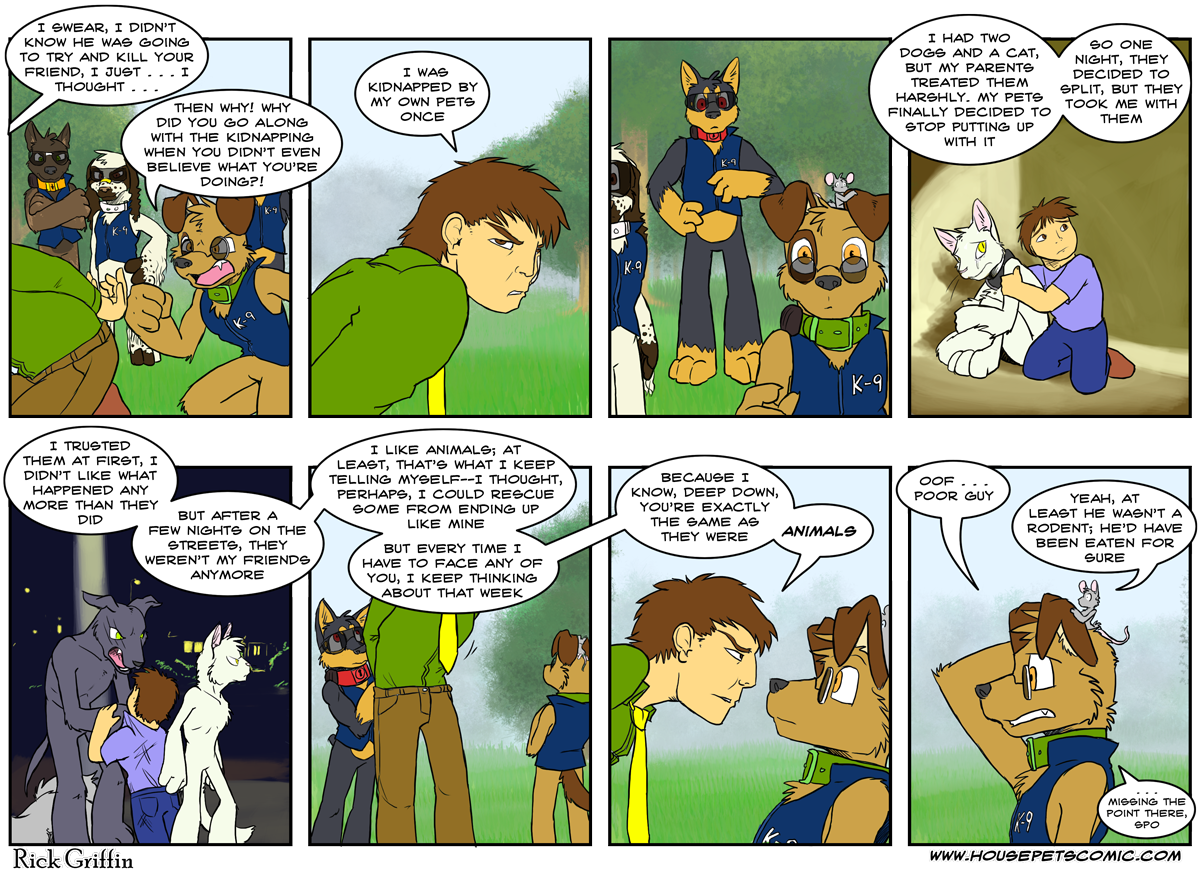 I SWEAR, I DIDN'T
KNOW HE WAS GOING
TO TRY AND KILL YOUR
FRIEND, I JUST . . . I
THOUGHT . . .
THEN WHY! WHY
DID YOU GO ALONG
WITH THE KIDNAPPING
WHEN YOU DIDN'T EVEN
BELIEVE WHAT YOU'RE
DOING?!
K-9
K-9
K-9
I WAS
KIDNAPPED BY
MY OWN PETS
ONCE
K-9
K-9
K-9
I HAD TWO
DOGS AND A CAT,
BUT MY PARENTS
TREATED THEM
HARSHLY. MY PETS
FINALLY DECIDED TO
STOP PUTTING UP
WITH IT
SO ONE
NIGHT, THEY
DECIDED TO
SPLIT, BUT THEY
TOOK ME WITH
THEM
I TRUSTED
THEM AT FIRST, I
DIDN'T LIKE WHAT
HAPPENED ANY
MORE THAN THEY
DID
BUT AFTER A
FEW NIGHTS ON THE
STREETS, THEY
WEREN'T MY FRIENDS
ANYMORE
I LIKE ANIMALS; AT
LEAST, THAT'S WHAT I KEEP
TELLING MYSELF--I THOUGHT,
PERHAPS, I COULD RESCUE
SOME FROM ENDING UP
LIKE MINE
BUT EVERY TIME I
HAVE TO FACE ANY OF
YOU, I KEEP THINKING
ABOUT THAT WEEK
BECAUSE I
KNOW, DEEP DOWN,
YOU'RE EXACTLY
THE SAME AS
THEY WERE
ANIMALS
K-9
OOF . . .
POOR GUY
YEAH, AT
LEAST HE WASN'T A
RODENT; HE'D HAVE
BEEN EATEN FOR
SURE
. . .
MISSING THE
POINT THERE,
SPO
K-9
Rick Griffin
WWW.HOUSEPETSCOMIC.COM